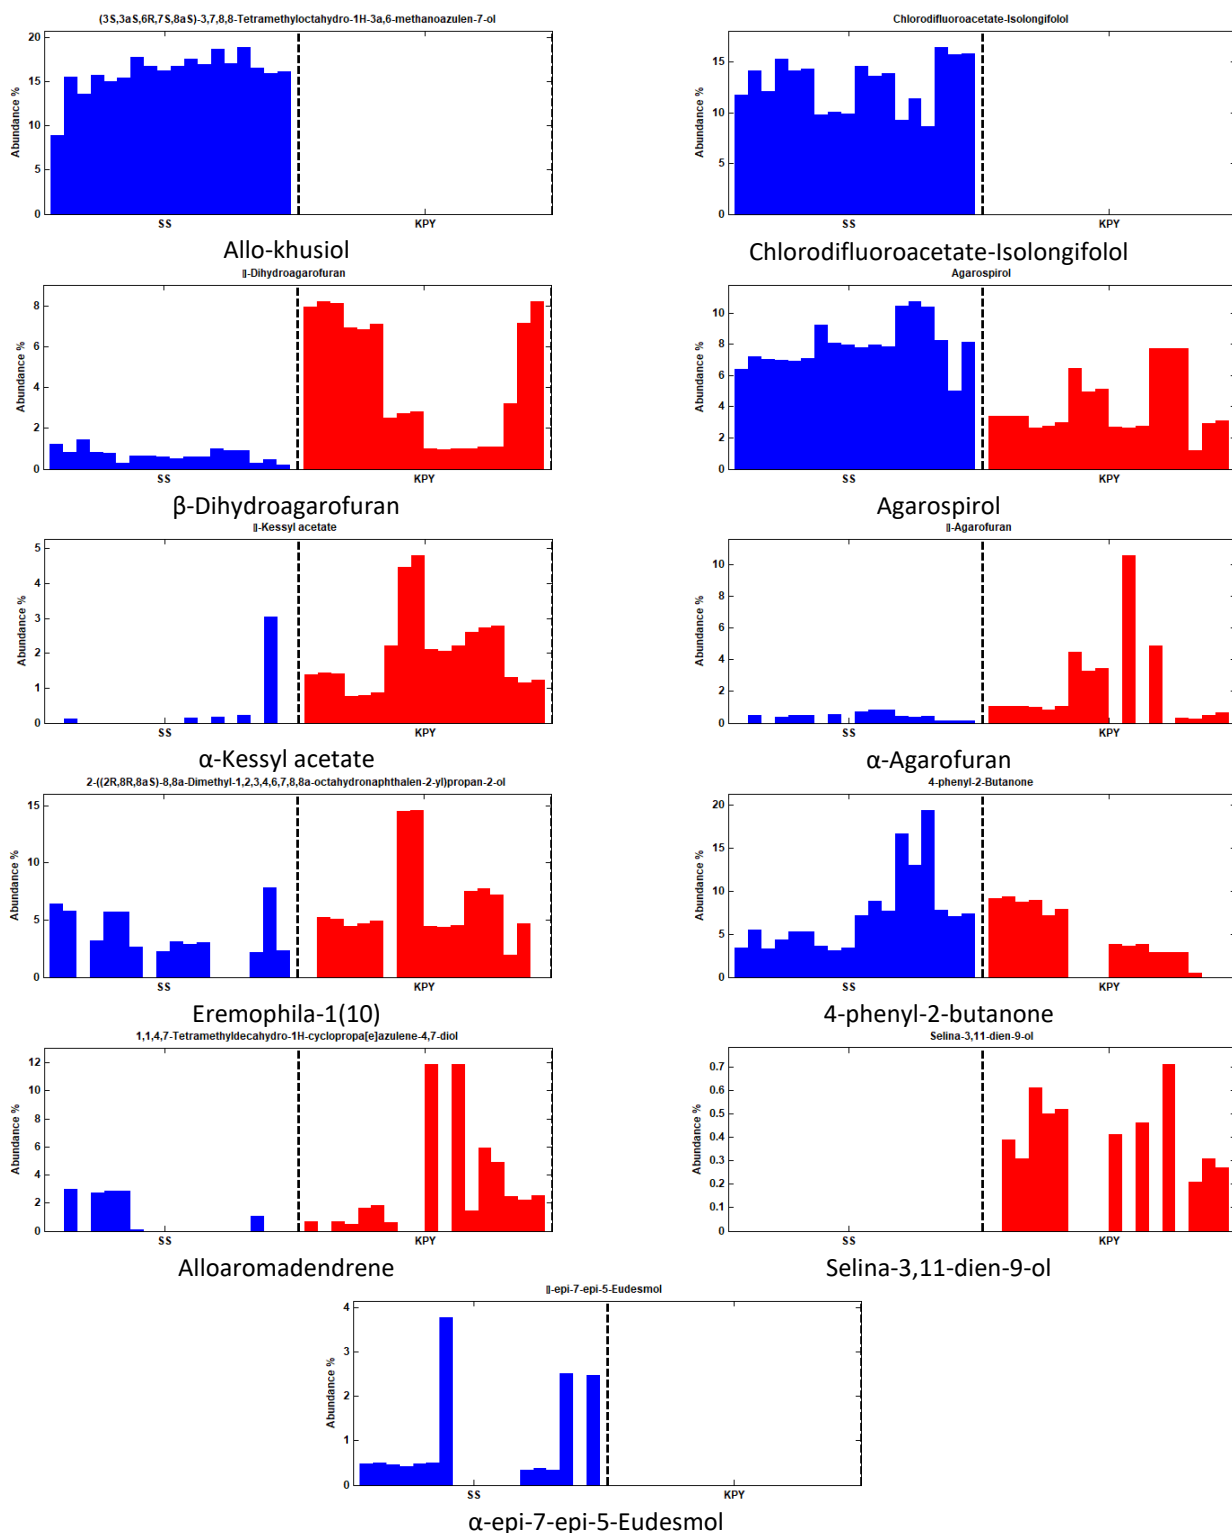 (3S,3aS,6R,7S,8aS)-3,7,8,8-Tetramethyloctahydro-1H-3a,6-methanoazulen-7-ol
20
15
10
5
0
Abundance %
SS
KPY
Allo-khusiol
Chlorodifluoroacetate-Isolongifolol
15
10
5
0
Abundance %
SS
KPY
Chlorodifluoroacetate-Isolongifolol
-Dihydroagarofuran
8
6
4
2
0
Abundance %
SS
KPY
β-Dihydroagarofuran
Agarospirol
10
8
6
4
2
0
Abundance %
SS
KPY
Agarospirol
-Kessyl acetate
5
4
3
2
1
0
Abundance %
SS
KPY
α-Kessyl acetate
-Agarofuran
10
8
6
4
2
0
Abundance %
SS
KPY
α-Agarofuran
2-((2R,8R,8aS)-8,8a-Dimethyl-1,2,3,4,6,7,8,8a-octahydronaphthalen-2-yl)propan-2-ol
15
10
5
0
Abundance %
SS
KPY
Eremophila-1(10)
4-phenyl-2-Butanone
20
15
10
5
0
Abundance %
SS
KPY
4-phenyl-2-butanone
1,1,4,7-Tetramethyldecahydro-1H-cyclopropa[e]azulene-4,7-diol
12
10
8
6
4
2
0
Abundance %
SS
KPY
Alloaromadendrene
Selina-3,11-dien-9-ol
0.7
0.6
0.5
0.4
0.3
0.2
0.1
0
Abundance %
SS
KPY
Selina-3,11-dien-9-ol
-epi-7-epi-5-Eudesmol
4
3
2
1
0
Abundance %
SS
KPY
α-epi-7-epi-5-Eudesmol